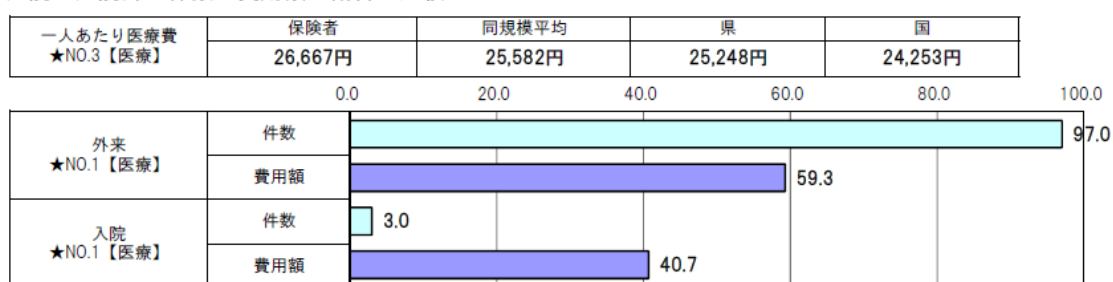 一人あたり医療費
★NO.3【医療】
保険者 同規模平均 県 国
26,667円 25,582円 25,248円 24,253円
0.0 20.0 40.0 60.0 80.0 100.0
外来
★NO.1【医療】
件数 97.0
費用額 59.3
入院
★NO.1【医療】
件数 3.0
費用額 40.7